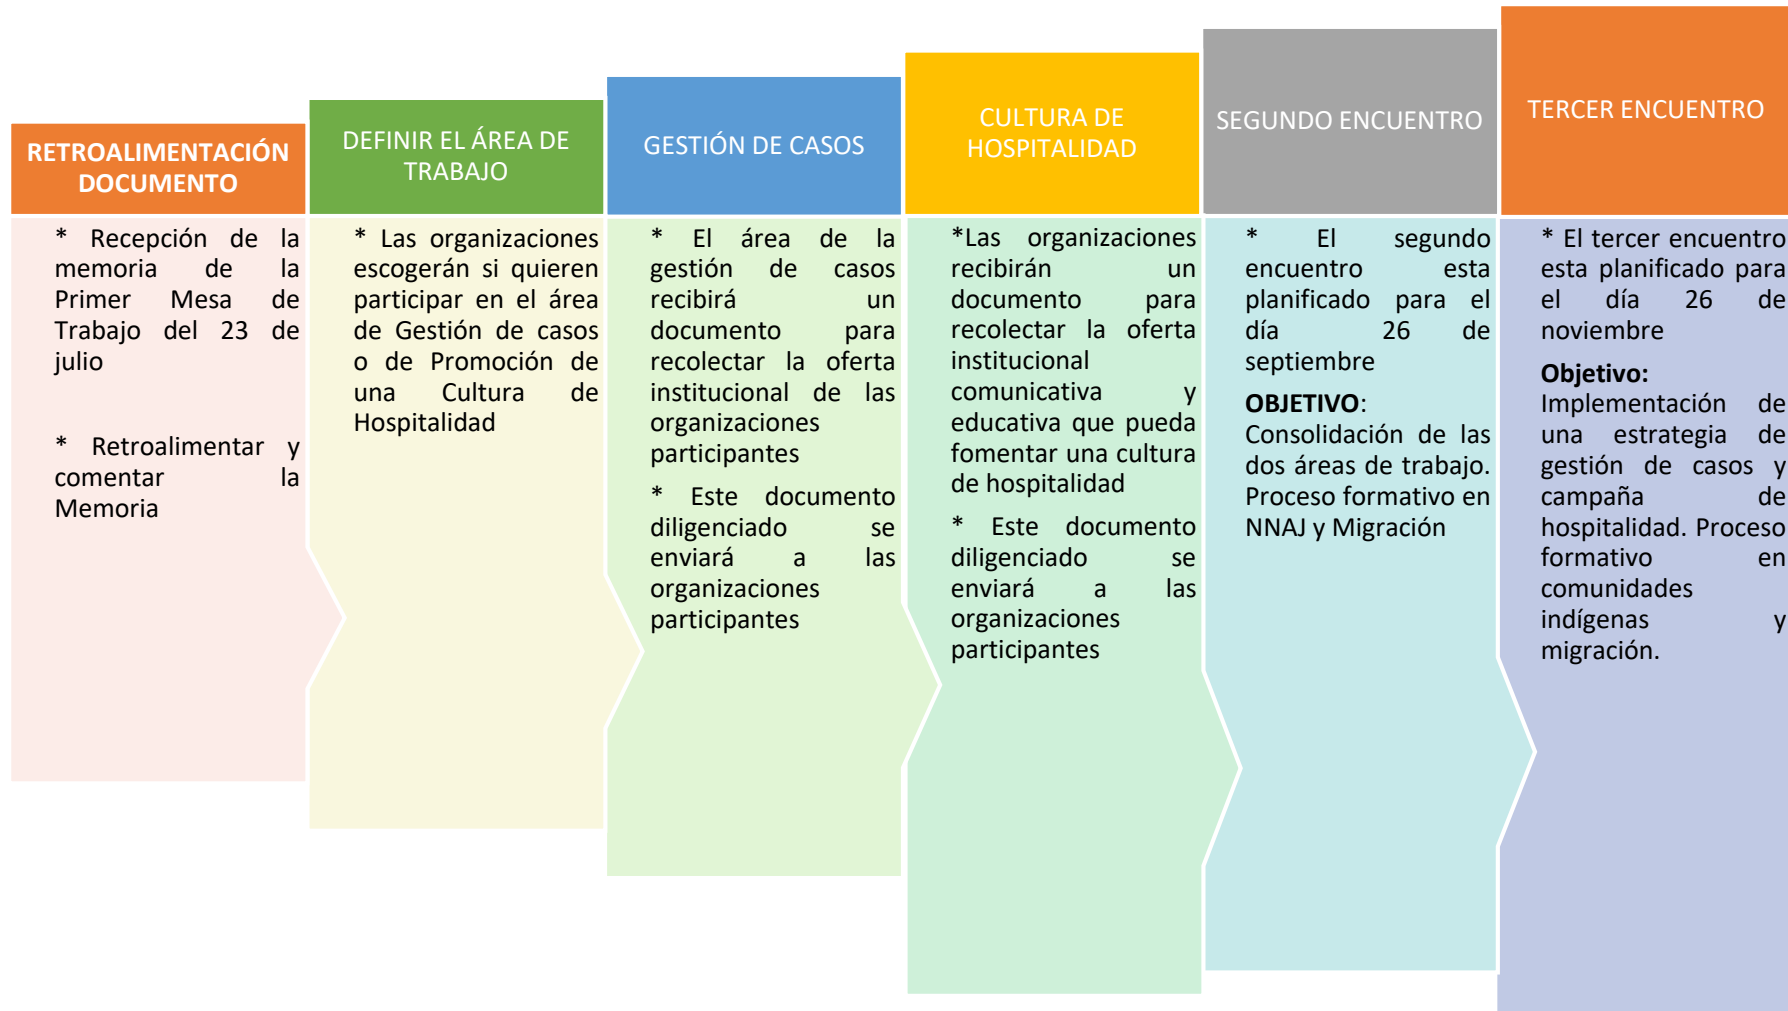 RETROALIMENTACIÓN
DOCUMENTO
* Recepción de la
memoria de la
Primer Mesa de
Trabajo del 23 de
julio
* Retroalimentar y
comentar la
Memoria
DEFINIR EL ÁREA DE
TRABAJO
* Las organizaciones
escogerán si quieren
participar en el área
de Gestión de casos
o de Promoción de
una Cultura de
Hospitalidad
GESTIÓN DE CASOS
* El área de la
gestión de casos
recibirá un
documento para
recolectar la oferta
institucional de las
organizaciones
participantes
* Este documento
diligenciado se
enviará a las
organizaciones
participantes
CULTURA DE
HOSPITALIDAD
*Las organizaciones
recibirán un
documento para
recolectar la oferta
institucional
comunicativa y
educativa que pueda
fomentar una cultura
de hospitalidad
* Este documento
diligenciado se
enviará a las
organizaciones
participantes
SEGUNDO ENCUENTRO
* El segundo
encuentro esta
planificado para el
día 26 de
septiembre
OBJETIVO:
Consolidación de las
dos áreas de trabajo.
Proceso formativo en
NNAJ y Migración
TERCER ENCUENTRO
* El tercer encuentro
esta planificado para
el día 26 de
noviembre
Objetivo:
Implementación de
una estrategia de
gestión de casos y
campaña de
hospitalidad. Proceso
formativo en
comunidades
indígenas y
migración.